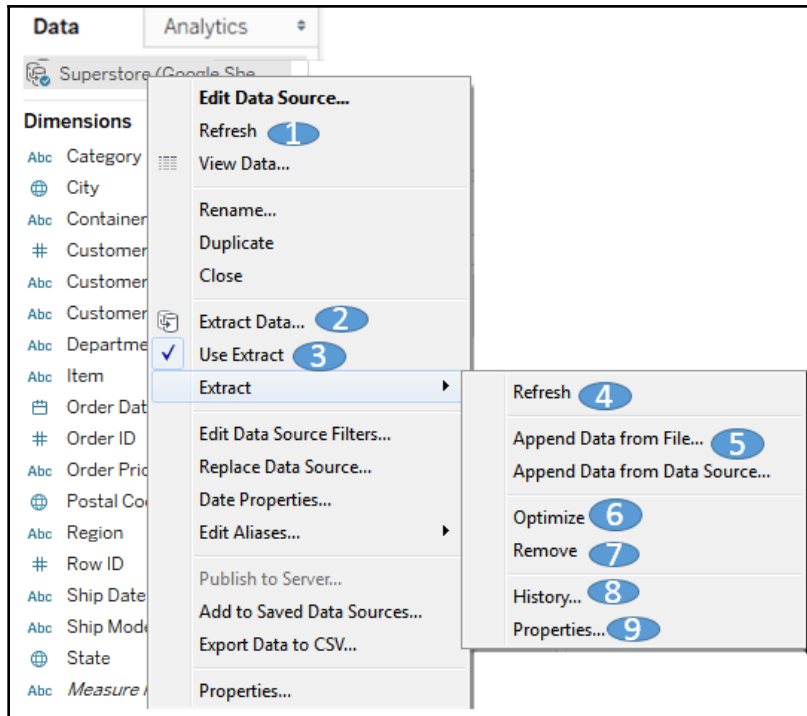 Data
Analytics
Superstore (Google She
Dimensions
Abc Category
City
Abc Container
# Customer
Abc Customer
Abc Customer
Abc Departme
Abc Item
Order Dat
# Order ID
Abc Order Pric
Postal Co
Abc Region
# Row ID
Abc Ship Date
Abc Ship Mode
State
Abc Measure
Edit Data Source...
Refresh 1
View Data...
Rename...
Duplicate
Close
Extract Data... 2
Use Extract 3
Extract
Edit Data Source Filters...
Replace Data Source...
Date Properties...
Edit Aliases...
Publish to Server...
Add to Saved Data Sources...
Export Data to CSV...
Properties...
Refresh 4
Append Data from File... 5
Append Data from Data Source...
Optimize 6
Remove 7
History... 8
Properties... 9